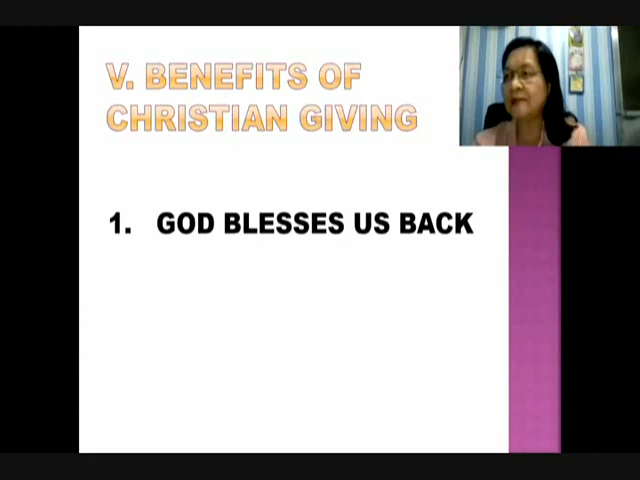 V. BENEFITS OF
CHRISTIAN GIVING
1. GOD BLESSES US BACK